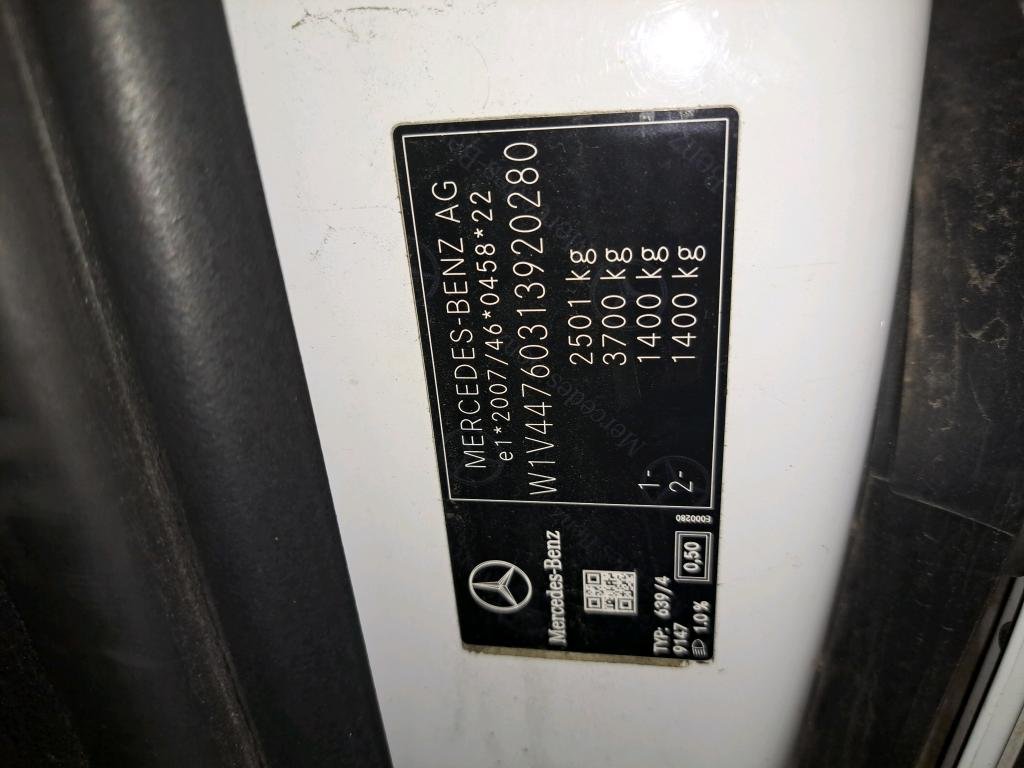 MERCEDES-BENZ AG
e1*2007/46*0458*22
W1V44760313920280
2501 kg
3700 kg
1- 1400 kg
2- 1400 kg
Mercedes-Benz
TYP: 639/4
9147
1.0%
0,50
E000280